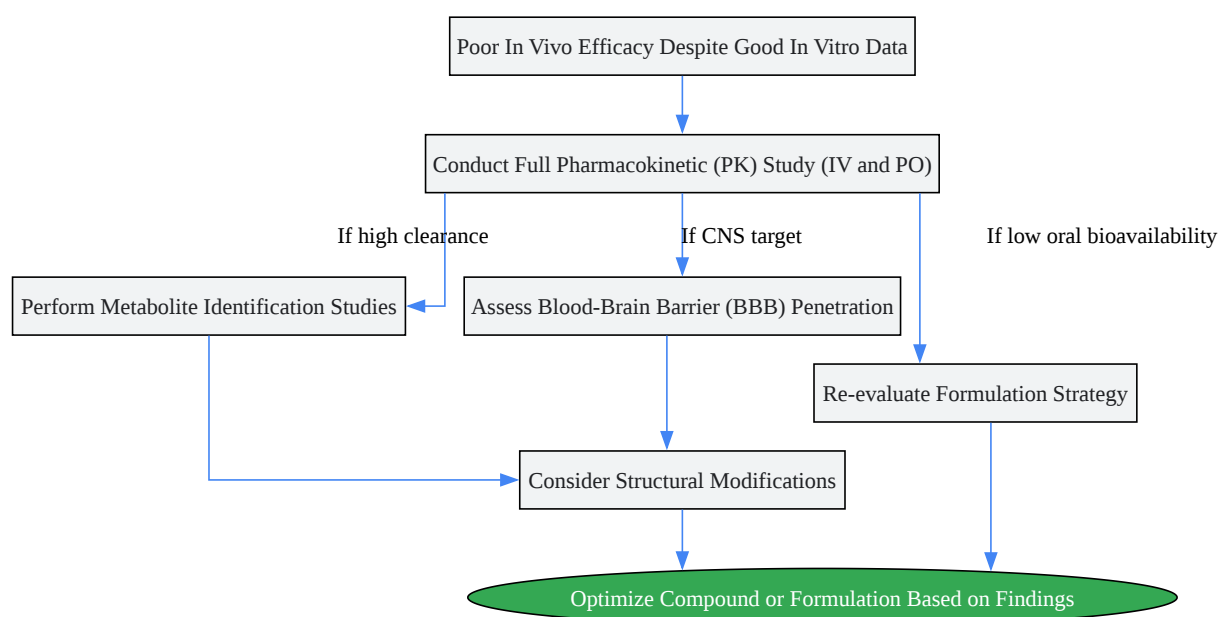 Poor In Vivo Efficacy Despite Good In Vitro Data
Conduct Full Pharmacokinetic (PK) Study (IV and PO)
If high clearance
If CNS target
If low oral bioavailability
Perform Metabolite Identification Studies
Assess Blood-Brain Barrier (BBB) Penetration
Re-evaluate Formulation Strategy
Consider Structural Modifications
Optimize Compound or Formulation Based on Findings